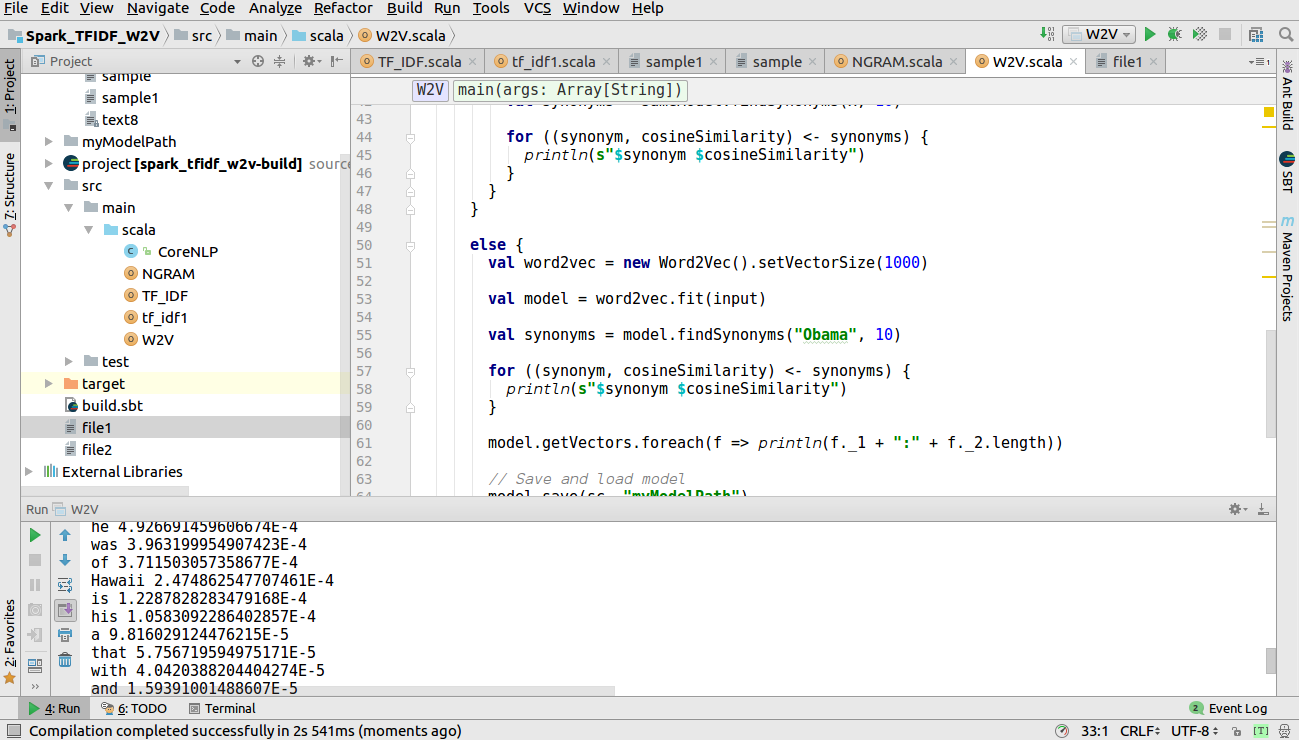 File Edit View Navigate Code Analyze Refactor Build Run Tools VCS Window Help
Spark_TFIDF_W2V src main scala W2V.scala W2V
1: Project
Project
TF_IDF.scala tf_idf1.scala sample1 sample NGRAM.scala W2V.scala file1
W2V main(args: Array[String])
sample
sample1
text8
myModelPath
project [spark_tfidf_w2v-build] source
src
main
scala
CoreNLP
NGRAM
TF_IDF
tf_idf1
W2V
test
target
build.sbt
file1
file2
External Libraries
7: Structure
2: Favorites
43
44 for ((synonym, cosineSimilarity) <- synonyms) {
45 println(s"$synonym $cosineSimilarity")
46 }
47 }
48 }
49
50 else {
51 val word2vec = new Word2Vec().setVectorSize(1000)
52
53 val model = word2vec.fit(input)
54
55 val synonyms = model.findSynonyms("Obama", 10)
56
57 for ((synonym, cosineSimilarity) <- synonyms) {
58 println(s"$synonym $cosineSimilarity")
59 }
60
61 model.getVectors.foreach(f => println(f._1 + ":" + f._2.length))
62
63 // Save and load model
64 model.save(sc, "myModelPath")
Ant Build
SBT
Maven Projects
Run W2V
he 4.926691459606674E-4
was 3.963199954907423E-4
of 3.711503057358677E-4
Hawaii 2.474862547707461E-4
is 1.2287828283479168E-4
his 1.0583092286402857E-4
a 9.816029124476215E-5
that 5.756719594975171E-5
with 4.0420388204404274E-5
and 1.59391001488607E-5
4: Run 6: TODO Terminal 2 Event Log
Compilation completed successfully in 2s 541ms (moments ago) 33:1 CRLF UTF-8 [T]